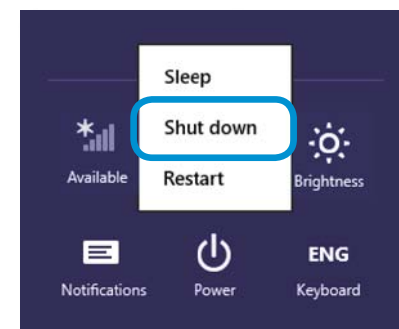 Sleep
Shut down
Restart
Available
Brightness
ENG
Notifications
Power
Keyboard